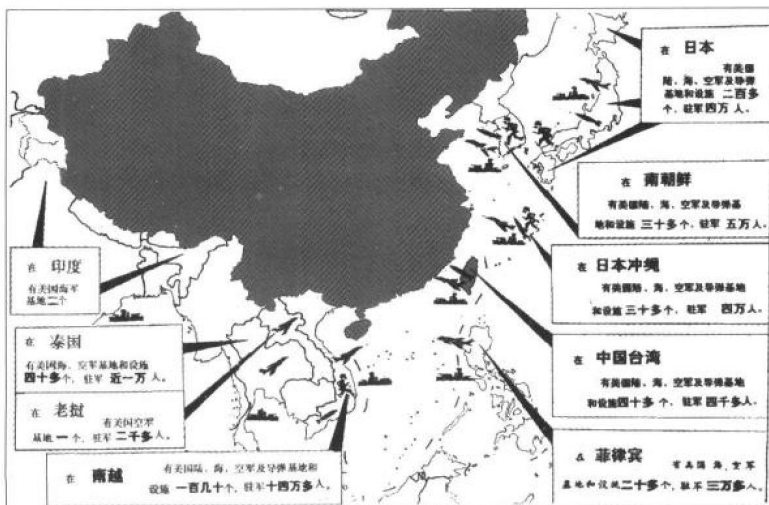 在 日本
有美国
陆、海、空军及导弹
基地和设施 二百多
个、驻军 四万 人。
在 南朝鲜
有美国陆、海、空军及导弹基
地和设施 三十多个、驻军 五万 人。
在 日本冲绳
有美国陆、海、空军及导弹基地
和设施 三十多个，驻军 四万人。
在 中国台湾
有美国陆、海、空军及导弹基地
和设施四十多 个，驻军 四千多人。
在 菲律宾 有美国 海、空军
基地和设施二十多个，驻军 三万多人。
在 印度
有美国海军
基地二个
在 泰国
有美国海、空军基地和设施
四十多个，驻军 近一万 人。
在 老挝 有美国空军
基地一个，驻军 二千多人。
在 南越 有美国陆、海、空军及导弹基地和
设施 一百几十个，驻军十四万多人。